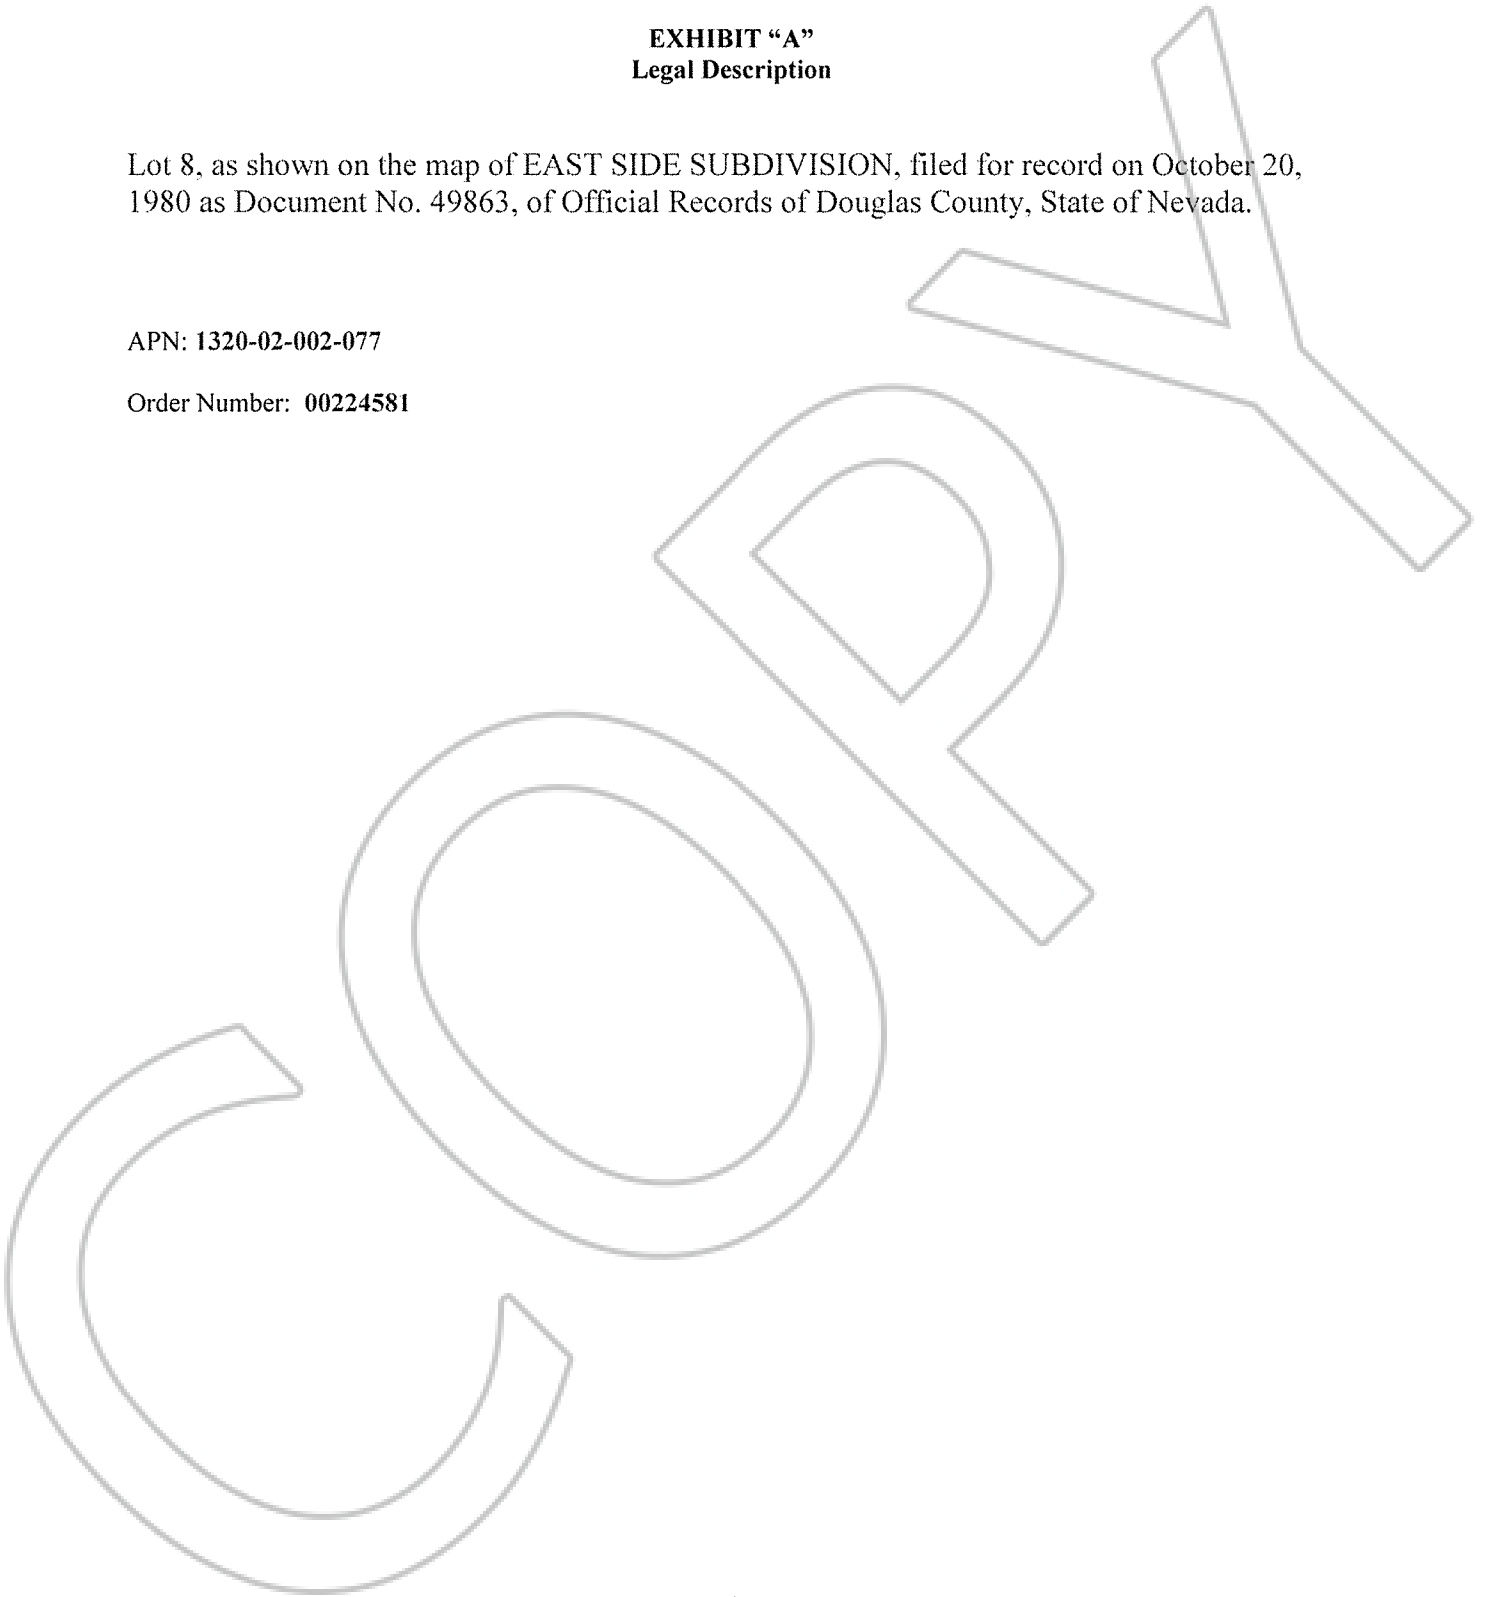 EXHIBIT “A”
Legal Description
Lot 8, as shown on the map of EAST SIDE SUBDIVISION, filed for record on October 20,
1980 as Document No. 49863, of Official Records of Douglas County, State of Nevada.
APN: 1320-02-002-077
Order Number: 00224581
COPY